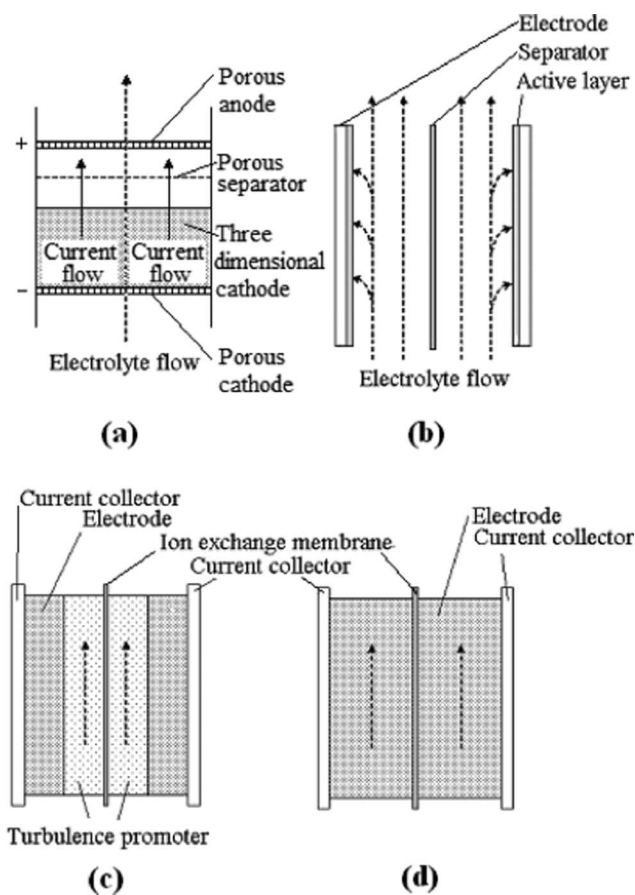 Porous
anode
+
Porous
separator
Three
dimensional
cathode
Current
flow
Current
flow
−
Electrolyte flow
Porous
cathode
(a)
Electrode
Separator
Active layer
Electrolyte flow
(b)
Current collector
Electrode
Ion exchange membrane
Current collector
Turbulence promoter
(c)
Electrode
Current collector
(d)